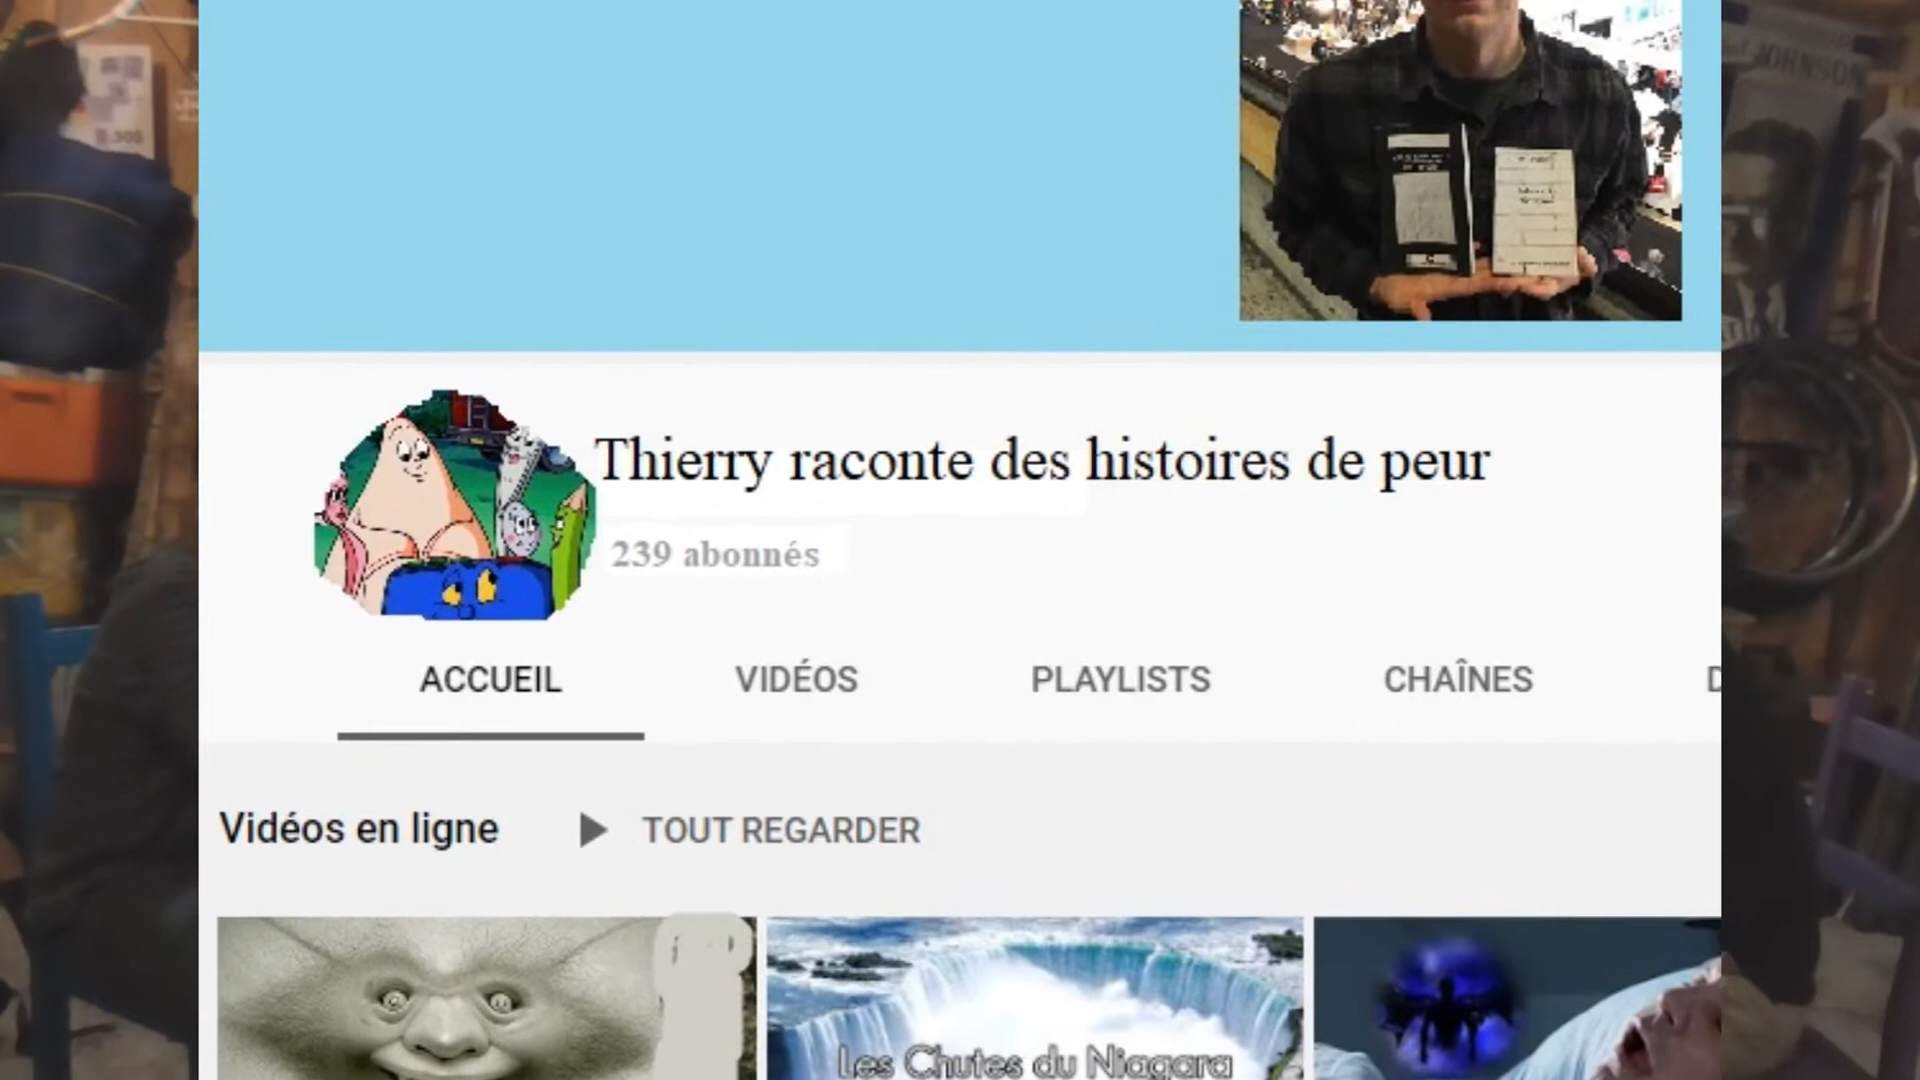 Thierry raconte des histoires de peur
239 abonnés
ACCUEIL VIDÉOS PLAYLISTS CHAÎNES D
Vidéos en ligne TOUT REGARDER
Les Chutes du Niagara